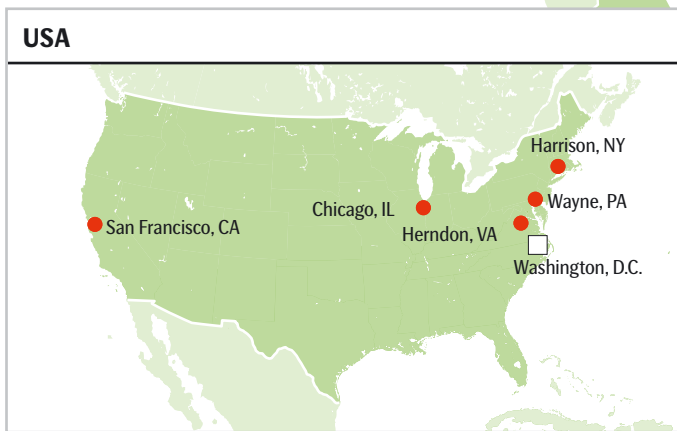 USA
Harrison, NY
Wayne, PA
Chicago, IL
San Francisco, CA
Herndon, VA
Washington, D.C.